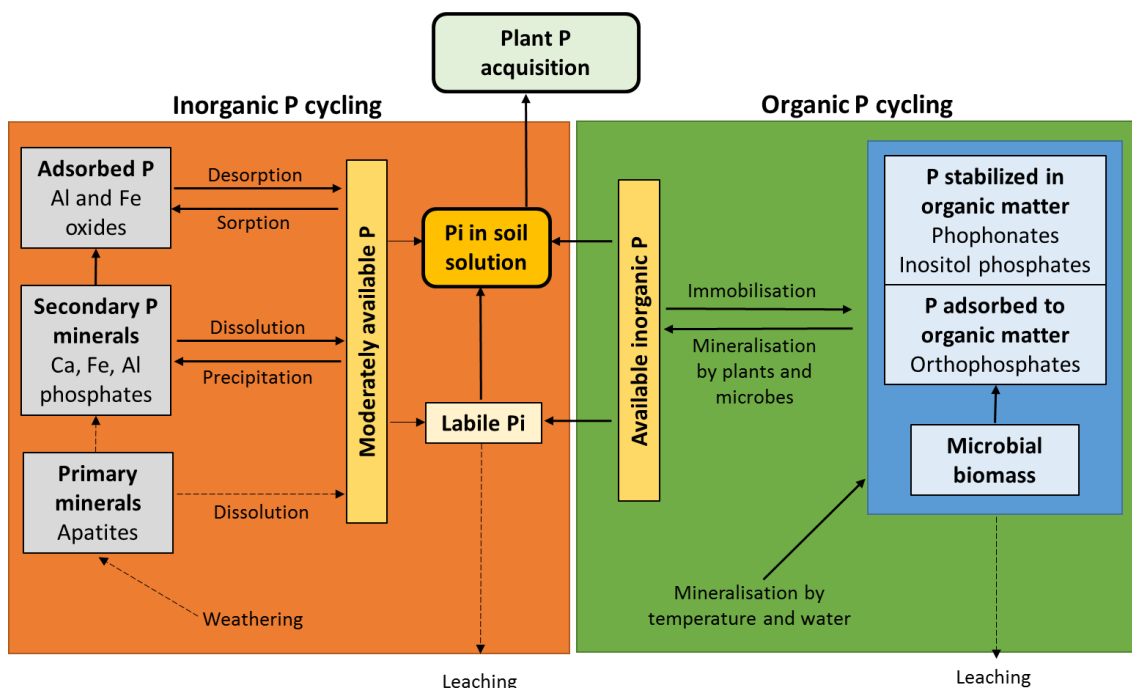 Plant P
acquisition
Inorganic P cycling
Organic P cycling
Adsorbed P
Al and Fe
oxides
Desorption
Sorption
Secondary P
minerals
Ca, Fe, Al
phosphates
Dissolution
Precipitation
Primary
minerals
Apatites
Dissolution
Weathering
Moderately available P
Pi in soil
solution
Labile Pi
Leaching
Available inorganic P
Immobilisation
Mineralisation
by plants and
microbes
P stabilized in
organic matter
Phophonates
Inositol phosphates
P adsorbed to
organic matter
Orthophosphates
Microbial
biomass
Mineralisation by
temperature and water
Leaching